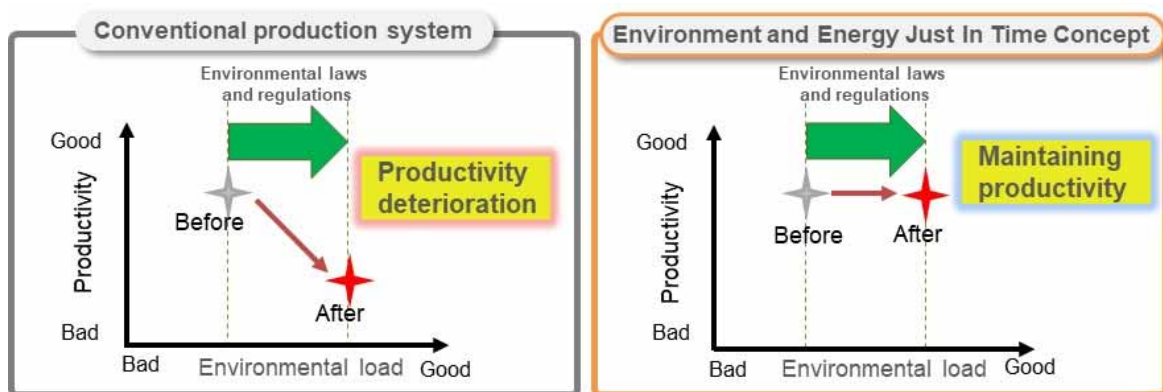 Conventional production system
Environmental laws
and regulations
Good
Productivity
deterioration
Productivity
Before
After
Bad
Bad
Environmental load
Good
Environment and Energy Just In Time Concept
Environmental laws
and regulations
Good
Maintaining
productivity
Productivity
Before
After
Bad
Bad
Environmental load
Good